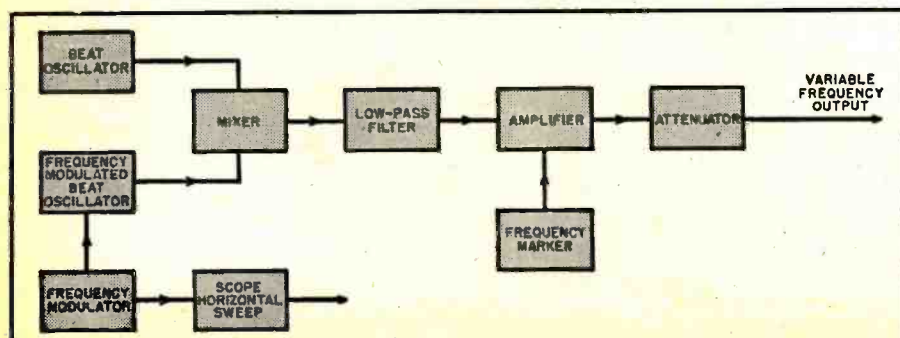 BEAT
OSCILLATOR
MIXER
LOW-PASS
FILTER
AMPLIFIER
ATTENUATOR
VARIABLE
FREQUENCY
OUTPUT
FREQUENCY
MODULATED
BEAT
OSCILLATOR
FREQUENCY
MARKER
FREQUENCY
MODULATOR
SCOPE
HORIZONTAL
SWEEP